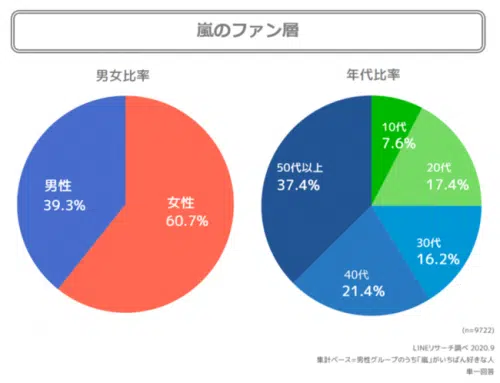 嵐のファン層
男女比率
男性
39.3%
女性
60.7%
年代比率
10代
7.6%
20代
17.4%
30代
16.2%
40代
21.4%
50代以上
37.4%
(n=9722)
LINEリサーチ調べ 2020.9
集計ベース=男性グループのうち「嵐」がいちばん好きな人
単一回答